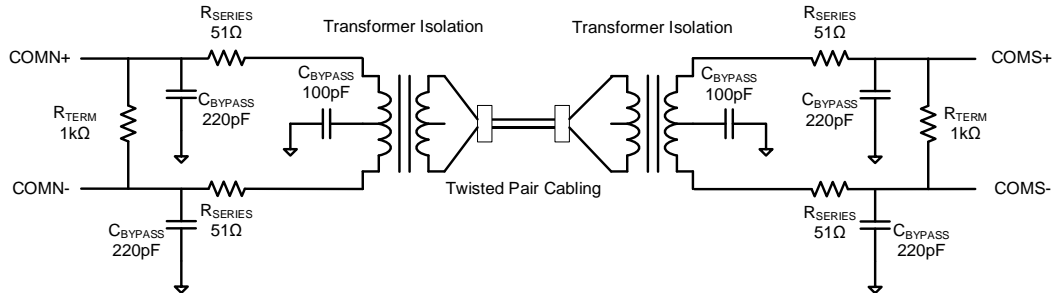 RSERIES
51Ω
Transformer Isolation
Transformer Isolation
RSERIES
51Ω
COMN+
COMS+
CBYPASS
100pF
CBYPASS
100pF
CBYPASS
220pF
CBYPASS
220pF
RTERM
1kΩ
RTERM
1kΩ
COMN-
COMS-
Twisted Pair Cabling
RSERIES
51Ω
RSERIES
51Ω
CBYPASS
220pF
CBYPASS
220pF